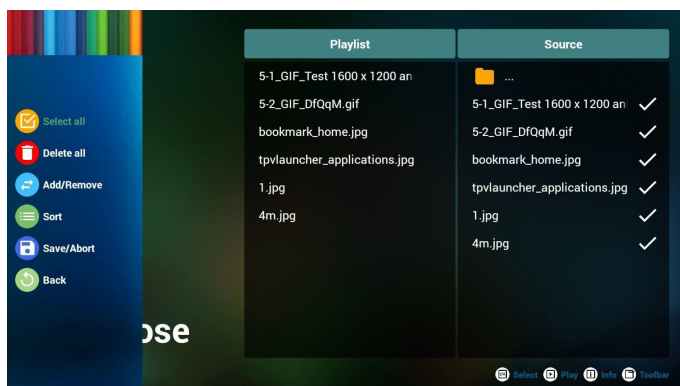 Select all
Delete all
Add/Remove
Sort
Save/Abort
Back
ose
Playlist
5-1_GIF_Test 1600 x 1200 an
5-2_GIF_DfQqM.gif
bookmark_home.jpg
tpvlauncher_applications.jpg
1.jpg
4m.jpg
Source
...
5-1_GIF_Test 1600 x 1200 an
5-2_GIF_DfQqM.gif
bookmark_home.jpg
tpvlauncher_applications.jpg
1.jpg
4m.jpg
Select Play Info Toolbar